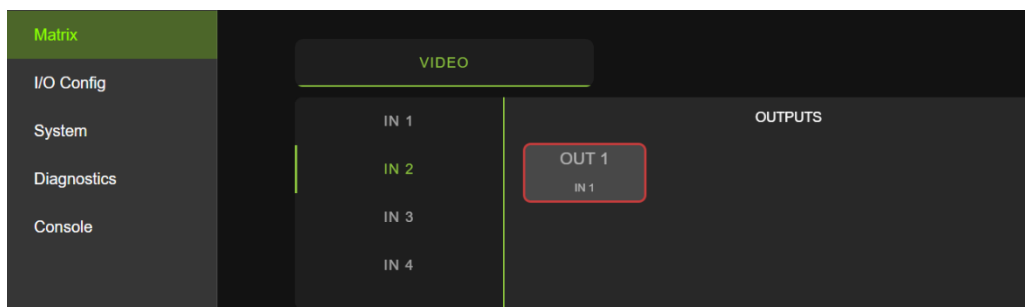 Matrix
I/O Config
System
Diagnostics
Console
VIDEO
IN 1
IN 2
IN 3
IN 4
OUTPUTS
OUT 1
IN 1